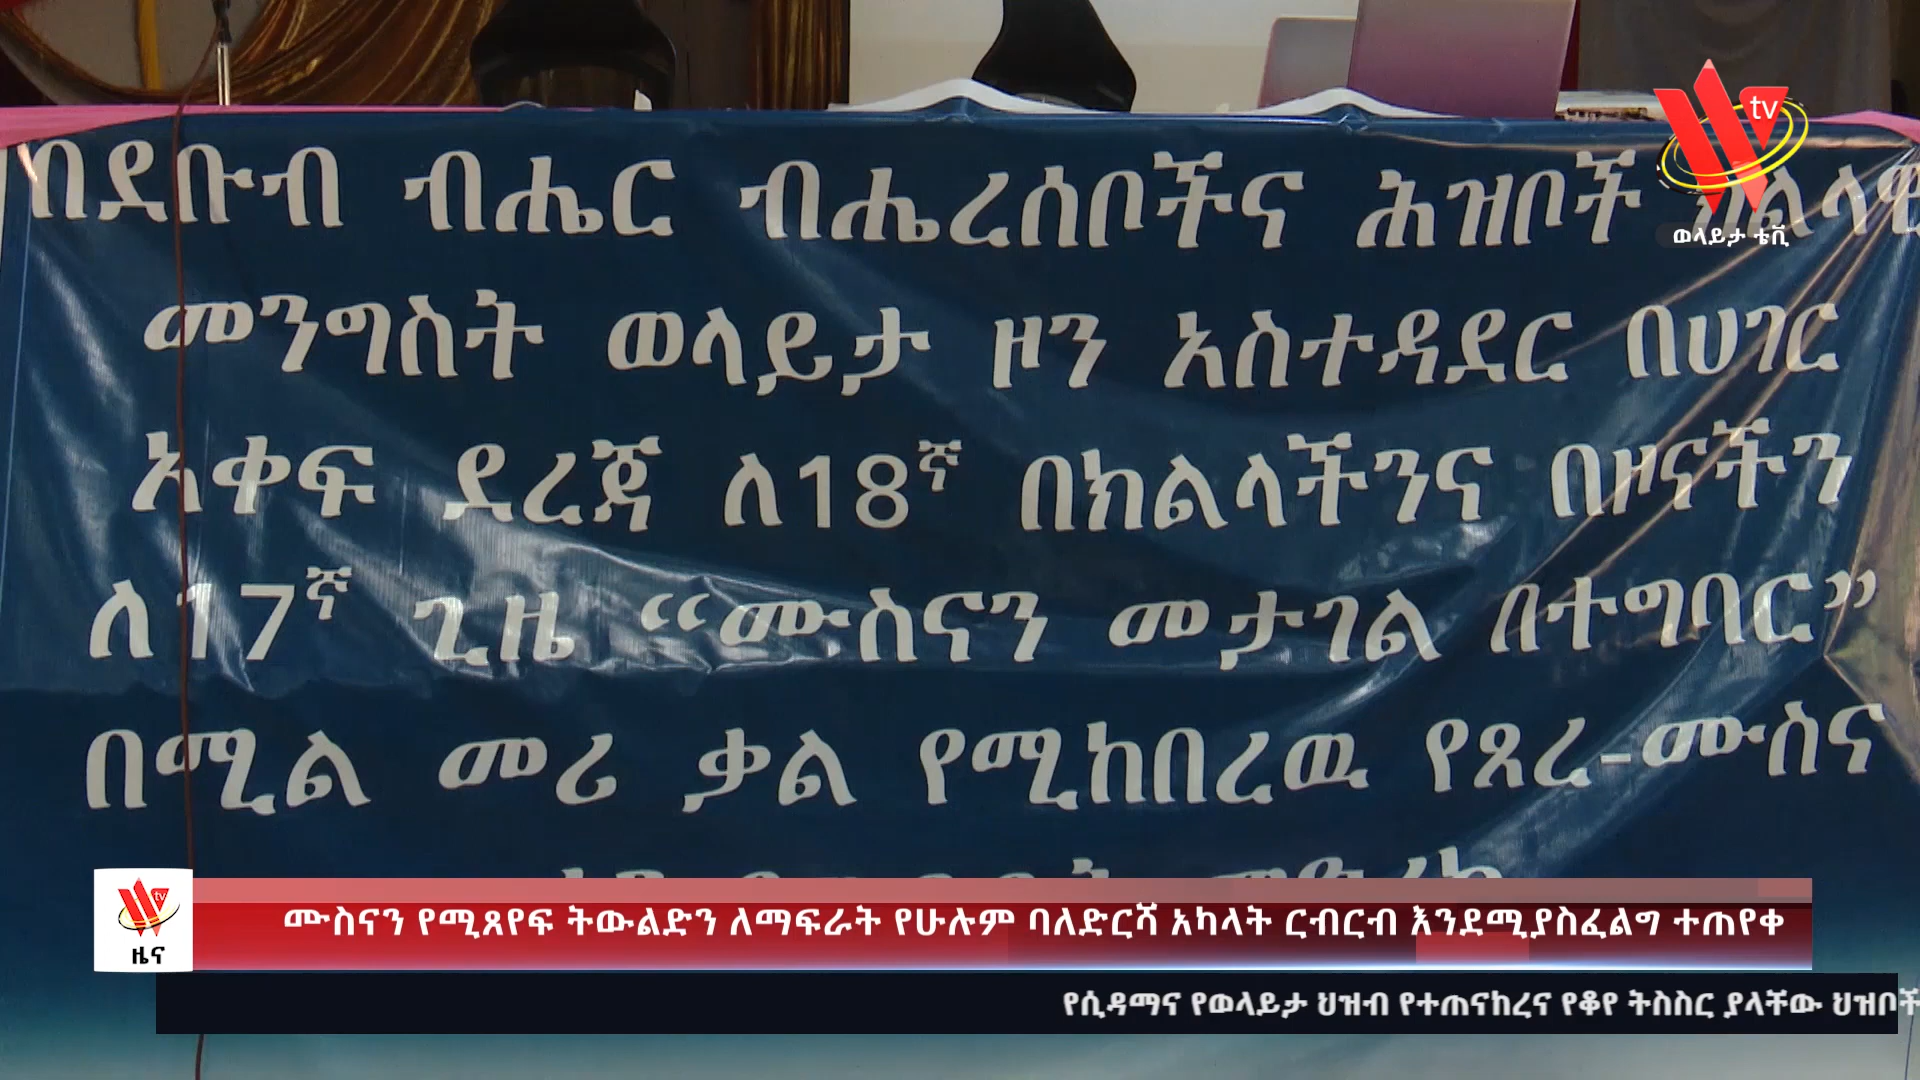 tv
ወላይታ ቲቪ
በደቡብ ብሔር ብሔረሰቦችና ሕዝቦች
መንግስት ወላይታ ዞን አስተዳደር በሀገር
አቀፍ ደረጃ ለ18ኛ በክልላችንና በዞናችን
ለ17ኛ ጊዜ “ሙስናን መታገል በተግባር”
በሚል መሪ ቃል የሚከበረዉ የጸረ-ሙስና
tv
ዜና
ሙስናን የሚጸየፍ ትውልድን ለማፍራት የሁሉም ባለድርሻ አካላት ርብርብ እንደሚያስፈልግ ተጠየቀ
የሲዳማና የወላይታ ህዝብ የተጠናከረና የቆየ ትስስር ያላቸው ህዝቦች